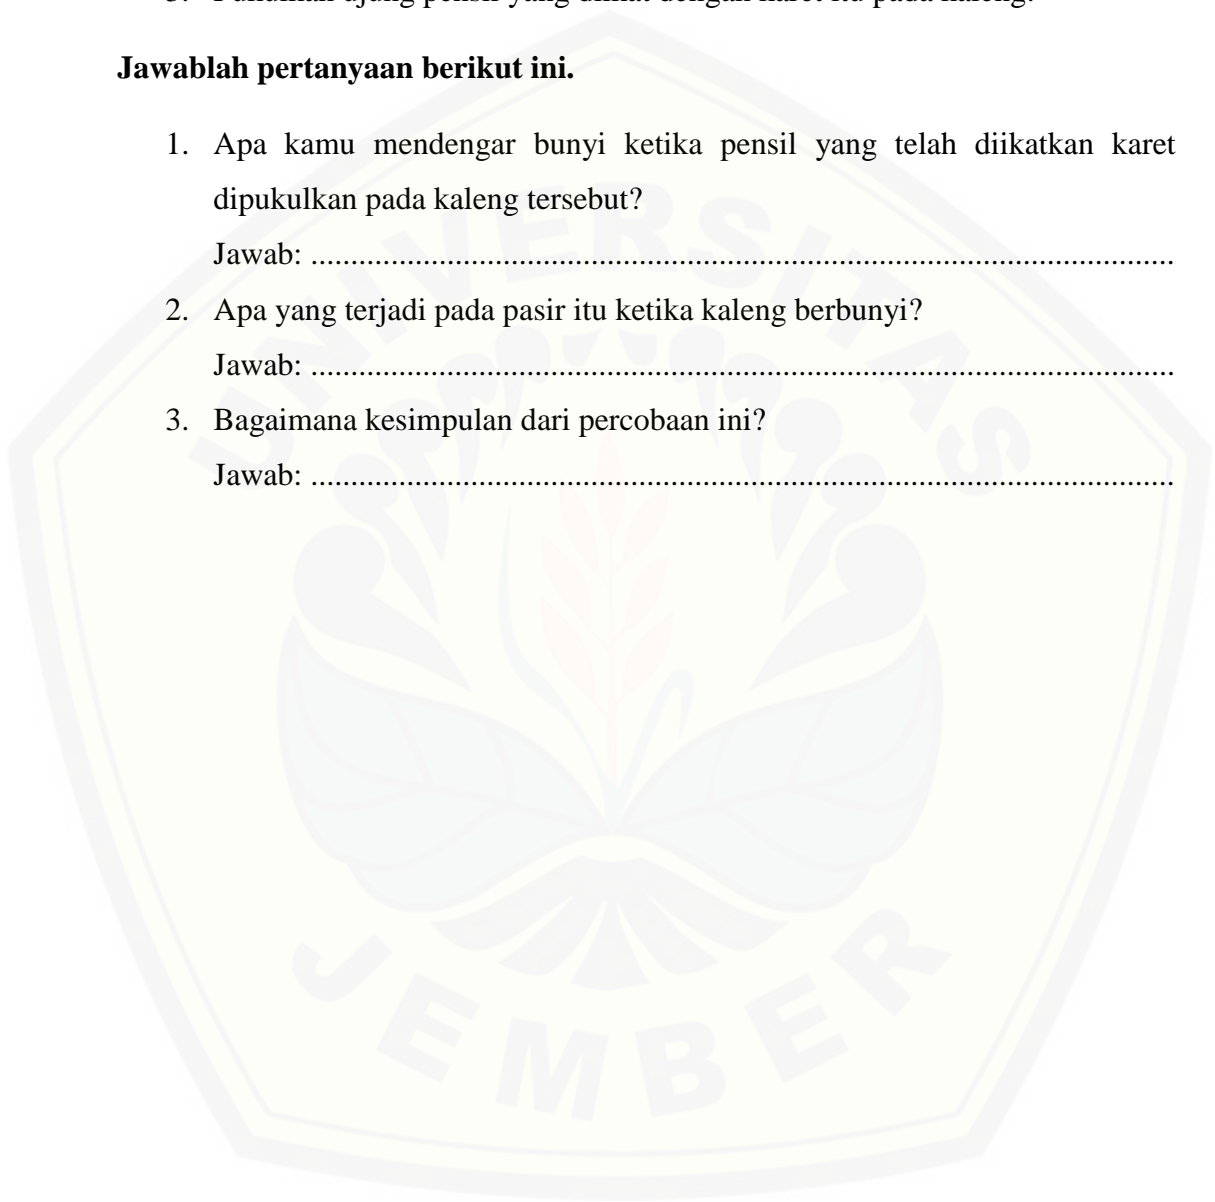 Jawablah pertanyaan berikut ini.
1. Apa kamu mendengar bunyi ketika pensil yang telah diikatkan karet
dipukulkan pada kaleng tersebut?
Jawab: ...........................................................................................................
2. Apa yang terjadi pada pasir itu ketika kaleng berbunyi?
Jawab: ...........................................................................................................
3. Bagaimana kesimpulan dari percobaan ini?
Jawab: ...........................................................................................................
UNIVERSITAS
JEMBER